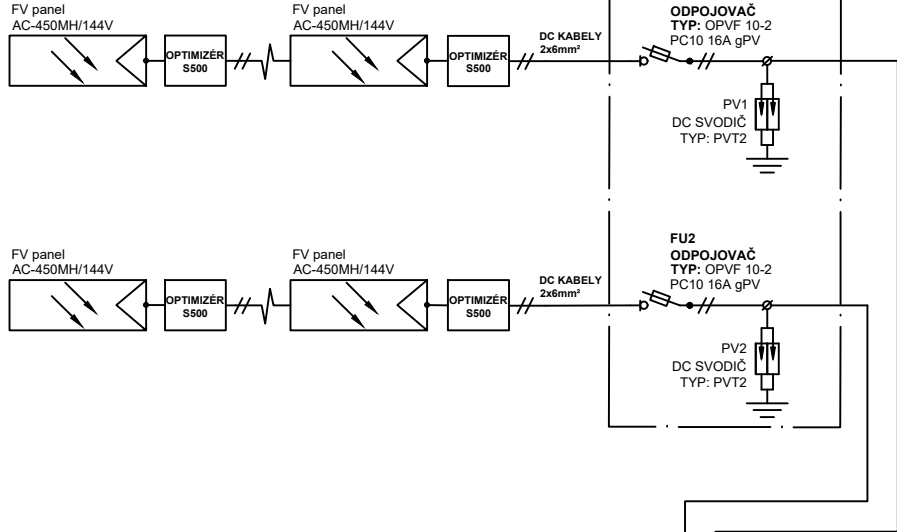 FV panel
AC-450MH/144V
OPTIMIZÉR
S500
FV panel
AC-450MH/144V
OPTIMIZÉR
S500
DC KABELY
2x6mm²
ODPOJOVAČ
TYP: OPVF 10-2
PC10 16A gPV
PV1
DC SVODIČ
TYP: PVT2
FV panel
AC-450MH/144V
OPTIMIZÉR
S500
FV panel
AC-450MH/144V
OPTIMIZÉR
S500
DC KABELY
2x6mm²
FU2
ODPOJOVAČ
TYP: OPVF 10-2
PC10 16A gPV
PV2
DC SVODIČ
TYP: PVT2